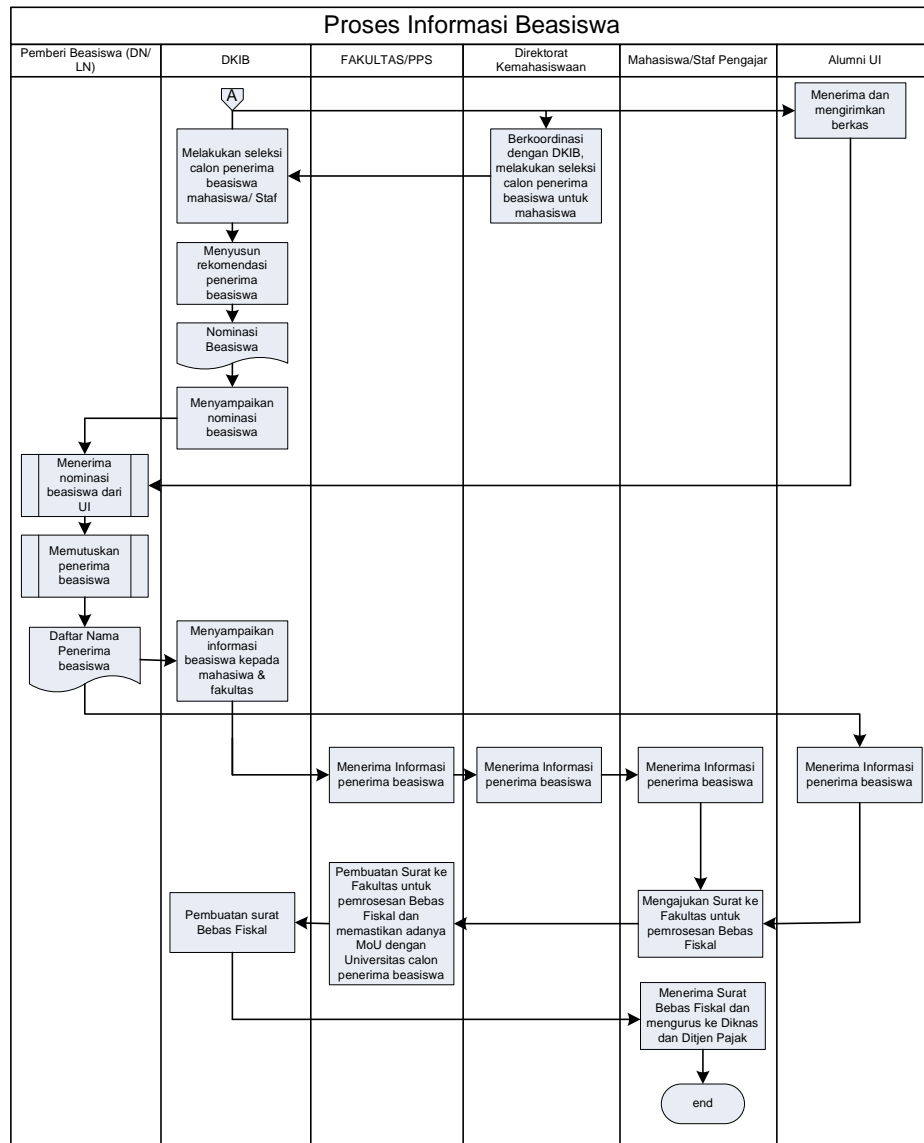 Proses Informasi Beasiswa
Pemberi Beasiswa (DN/
LN)
DKIB
FAKULTAS/PPS
Direktorat
Kemahasiswaan
Mahasiswa/Staf Pengajar
Alumni UI
A
Menerima dan
mengirimkan
berkas
Melakukan seleksi
calon penerima
beasiswa
mahasiswa/ Staf
Berkoordinasi
dengan DKIB,
melakukan seleksi
calon penerima
beasiswa untuk
mahasiswa
Menyusun
rekomendasi
penerima
beasiswa
Nominasi
Beasiswa
Menyampaikan
nominasi
beasiswa
Menerima
nominasi
beasiswa dari
UI
Memutuskan
penerima
beasiswa
Daftar Nama
Penerima
beasiswa
Menyampaikan
informasi
beasiswa kepada
mahasiwa &
fakultas
Menerima Informasi
penerima beasiswa
Menerima Informasi
penerima beasiswa
Menerima Informasi
penerima beasiswa
Menerima Informasi
penerima beasiswa
Pembuatan surat
Bebas Fiskal
Pembuatan Surat ke
Fakultas untuk
pemrosesan Bebas
Fiskal dan
memastikan adanya
MoU dengan
Universitas calon
penerima beasiswa
Mengajukan Surat ke
Fakultas untuk
pemrosesan Bebas
Fiskal
Menerima Surat
Bebas Fiskal dan
mengurus ke Diknas
dan Ditjen Pajak
end